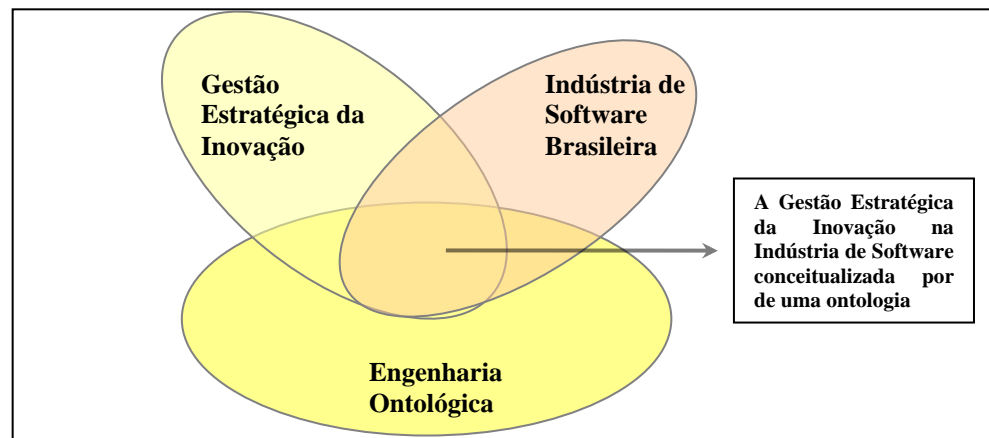 Gestão
Estratégica da
Inovação
Indústria de
Software
Brasileira
A Gestão Estratégica
da Inovação na
Indústria de Software
conceitualizada por
de uma ontologia
Engenharia
Ontológica